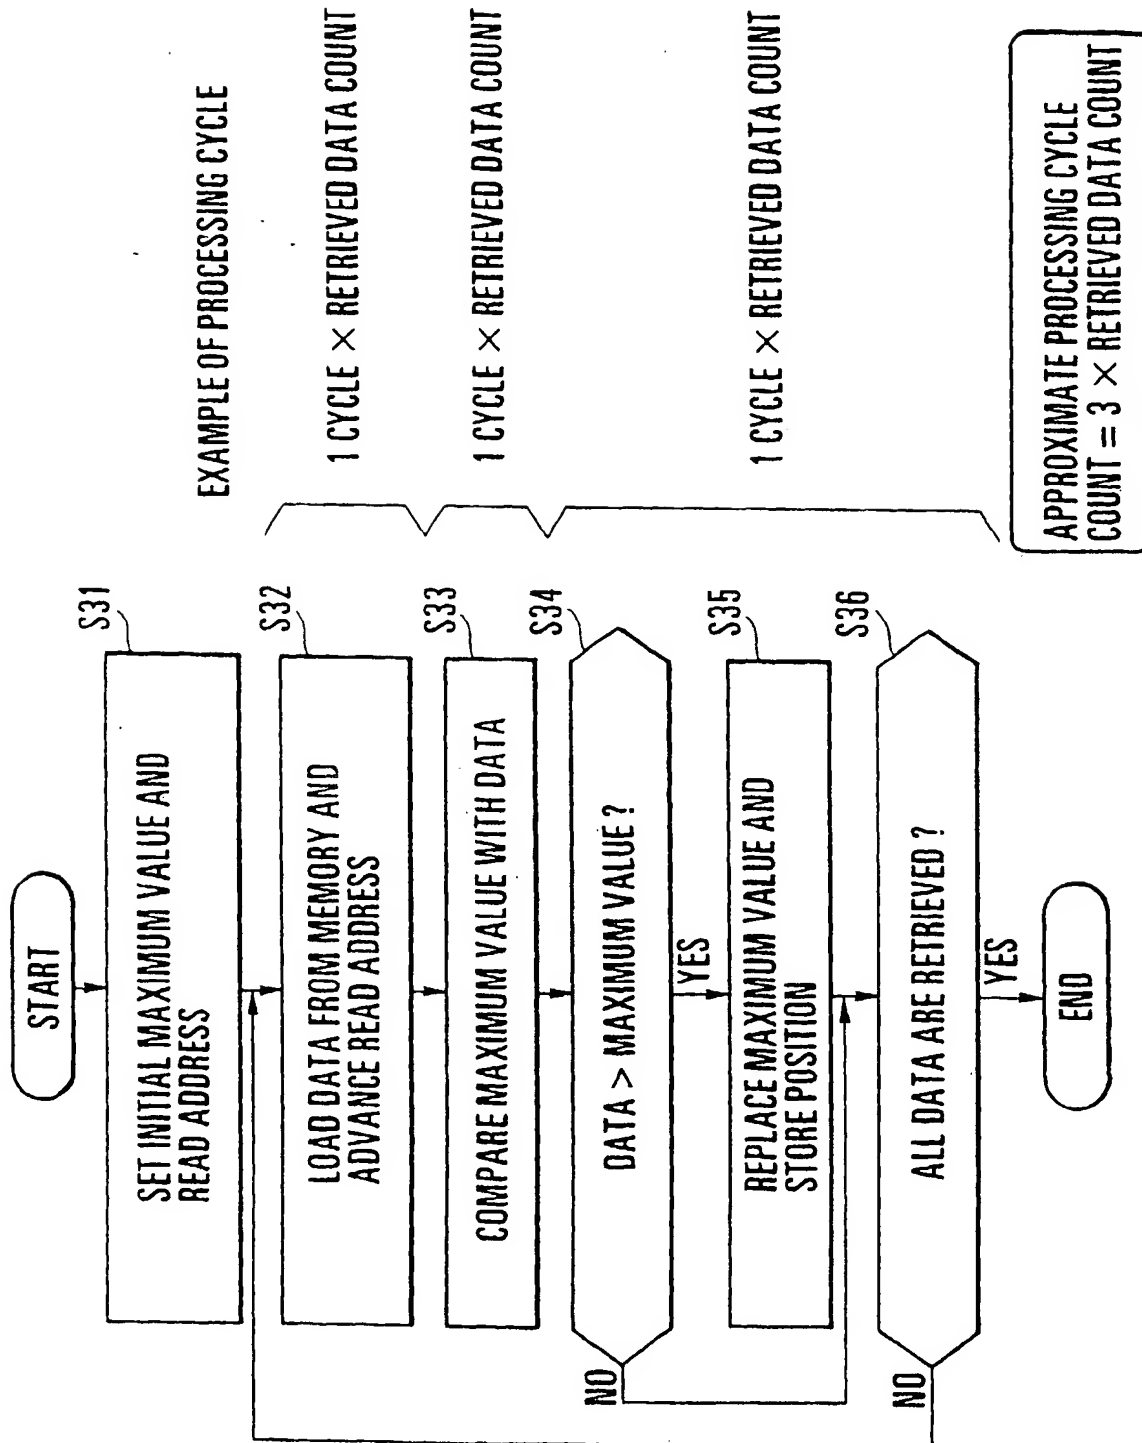 START
SET INITIAL MAXIMUM VALUE AND
READ ADDRESS
S31
EXAMPLE OF PROCESSING CYCLE
LOAD DATA FROM MEMORY AND
ADVANCE READ ADDRESS
S32
1 CYCLE × RETRIEVED DATA COUNT
COMPARE MAXIMUM VALUE WITH DATA
S33
1 CYCLE × RETRIEVED DATA COUNT
DATA > MAXIMUM VALUE ?
S34
NO
YES
REPLACE MAXIMUM VALUE AND
STORE POSITION
S35
1 CYCLE × RETRIEVED DATA COUNT
ALL DATA ARE RETRIEVED ?
S36
NO
YES
END
APPROXIMATE PROCESSING CYCLE
COUNT = 3 × RETRIEVED DATA COUNT